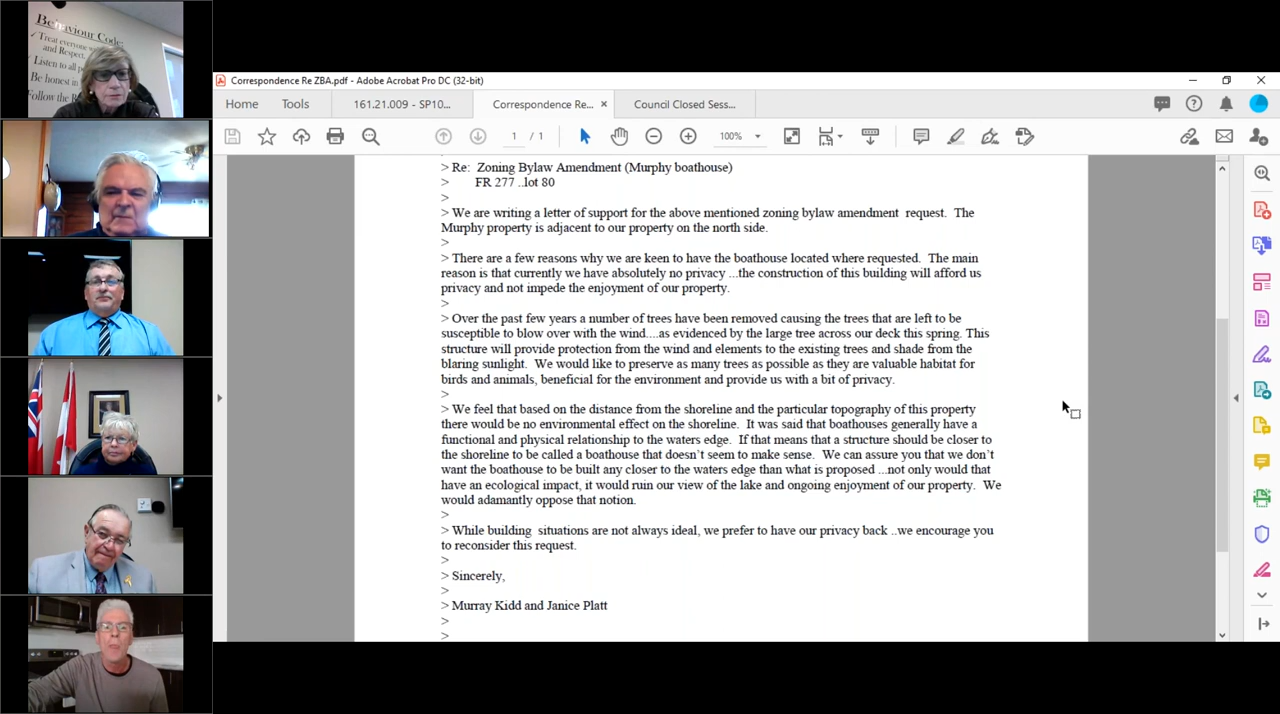 Behaviour Code:
✓ Treat everyone
and Respect.
Listen to all
Be honest in
Follow the
Correspondence Re ZBA.pdf - Adobe Acrobat Pro DC (32-bit)
Home Tools 161.21.009 - SP10... Correspondence Re... × Council Closed Sess...
1 / 1 100%
> Re: Zoning Bylaw Amendment (Murphy boathouse)
> FR 277 ..lot 80
>
> We are writing a letter of support for the above mentioned zoning bylaw amendment request. The
Murphy property is adjacent to our property on the north side.
>
> There are a few reasons why we are keen to have the boathouse located where requested. The main
reason is that currently we have absolutely no privacy ...the construction of this building will afford us
privacy and not impede the enjoyment of our property.
>
> Over the past few years a number of trees have been removed causing the trees that are left to be
susceptible to blow over with the wind....as evidenced by the large tree across our deck this spring. This
structure will provide protection from the wind and elements to the existing trees and shade from the
blaring sunlight. We would like to preserve as many trees as possible as they are valuable habitat for
birds and animals, beneficial for the environment and provide us with a bit of privacy.
>
> We feel that based on the distance from the shoreline and the particular topography of this property
there would be no environmental effect on the shoreline. It was said that boathouses generally have a
functional and physical relationship to the waters edge. If that means that a structure should be closer to
the shoreline to be called a boathouse that doesn't seem to make sense. We can assure you that we don't
want the boathouse to be built any closer to the waters edge than what is proposed ...not only would that
have an ecological impact, it would ruin our view of the lake and ongoing enjoyment of our property. We
would adamantly oppose that notion.
>
> While building situations are not always ideal, we prefer to have our privacy back ..we encourage you
to reconsider this request.
>
> Sincerely,
>
> Murray Kidd and Janice Platt
>
>